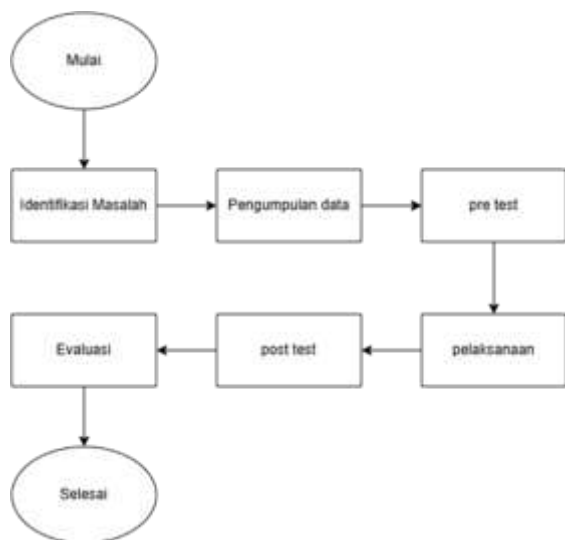 Mulai
Identifikasi Masalah
Pengumpulan data
pre test
pelaksanaan
post test
Evaluasi
Selesai